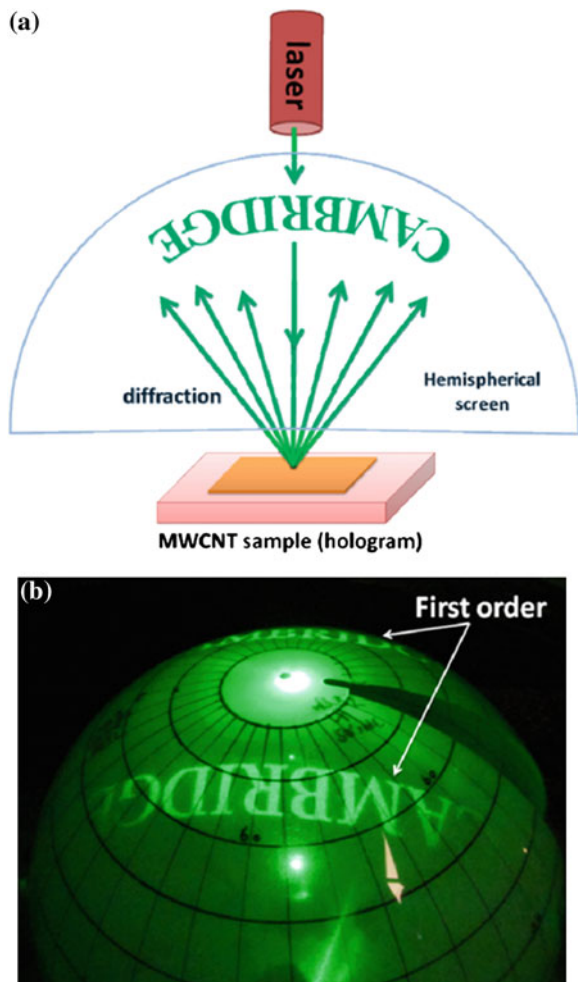 (a)
laser
CAMBRIDGE
diffraction
Hemispherical
screen
MWCNT sample (hologram)
(b)
First order
CAMBRIDGE